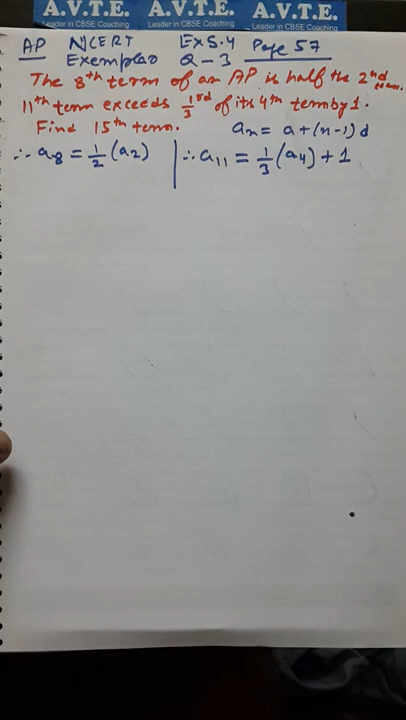 A.V.T.E. A.V.T.E. A.V.T.E.
Leader in CBSE Coaching Leader in CBSE Coaching Leader in CBSE Coaching
AP NCERT Ex 5.4 Page 57
Exemplar Q-3
The 8th term of an AP is half the 2nd term.
11th term exceeds 1/3rd of its 4th term by 1.
Find 15th term. aₙ = a+(n-1)d
∴ a₈ = 1/2 (a₂) | ∴ a₁₁ = 1/3 (a₄) + 1